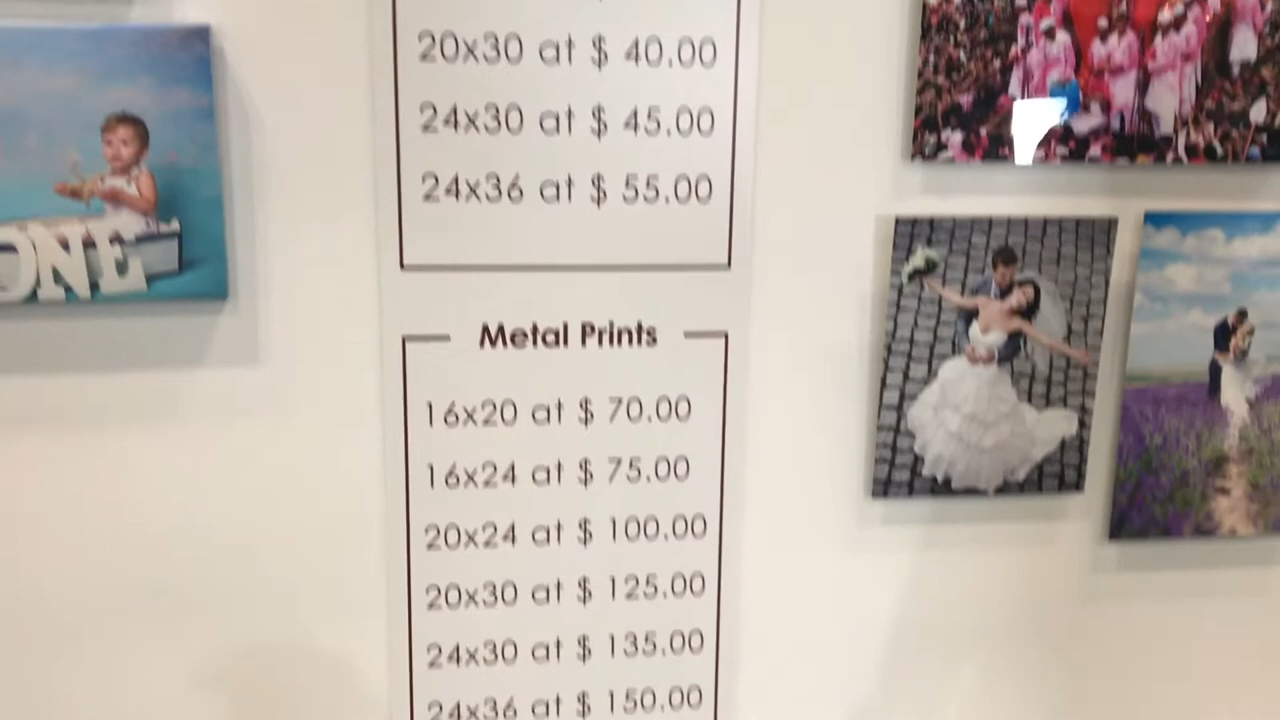 20x30 at $ 40.00
24x30 at $ 45.00
24x36 at $ 55.00
Metal Prints
16x20 at $ 70.00
16x24 at $ 75.00
20x24 at $ 100.00
20x30 at $ 125.00
24x30 at $ 135.00
24x36 at $ 150.00
ONE